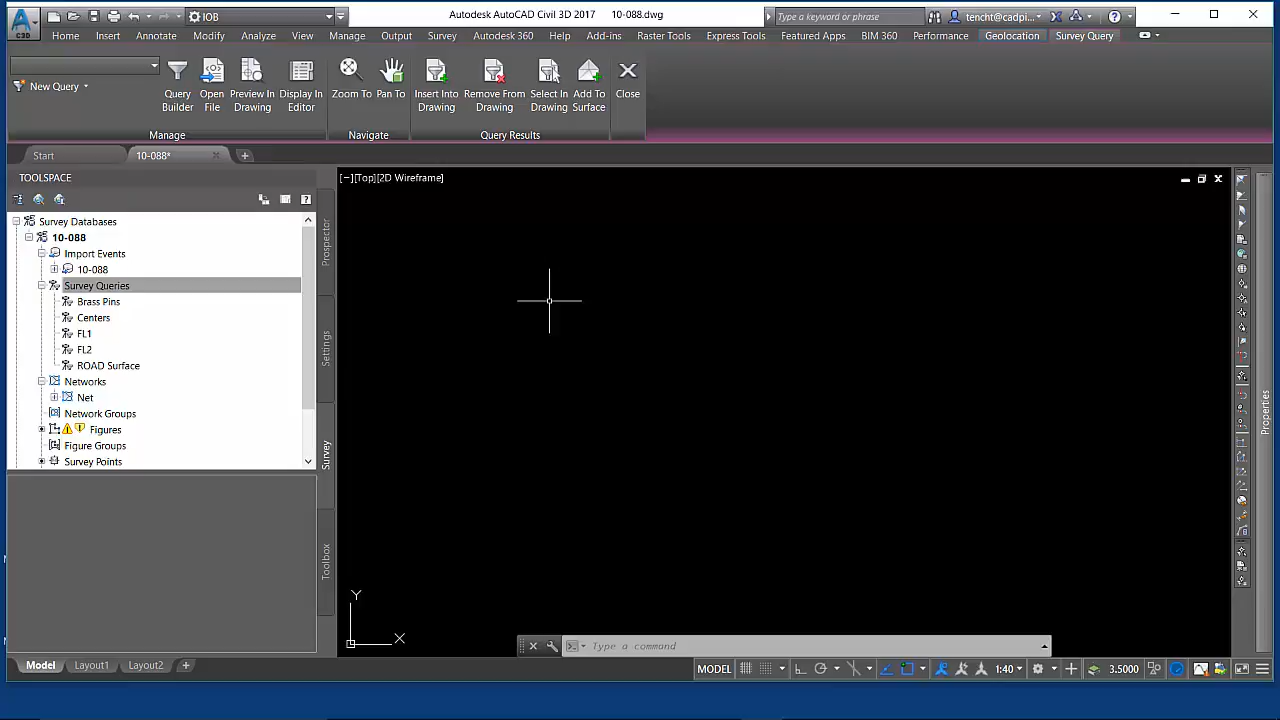 IOB
Autodesk AutoCAD Civil 3D 2017 10-088.dwg
Type a keyword or phrase
tencht@cadpi...
C3D
Home Insert Annotate Modify Analyze View Manage Output Survey Autodesk 360 Help Add-ins Raster Tools Express Tools Featured Apps BIM 360 Performance Geolocation Survey Query
New Query
Query Builder
Open File
Preview In Drawing
Display In Editor
Zoom To
Pan To
Insert Into Drawing
Remove From Drawing
Select In Drawing
Add To Surface
Close
Manage
Navigate
Query Results
Start
10-088*
TOOLSPACE
[−][Top][2D Wireframe]
Survey Databases
10-088
Import Events
10-088
Survey Queries
Brass Pins
Centers
FL1
FL2
ROAD Surface
Networks
Net
Network Groups
Figures
Figure Groups
Survey Points
Prospector
Settings
Survey
Toolbox
Properties
Y
X
Type a command
Model Layout1 Layout2
MODEL
1:40
3.5000